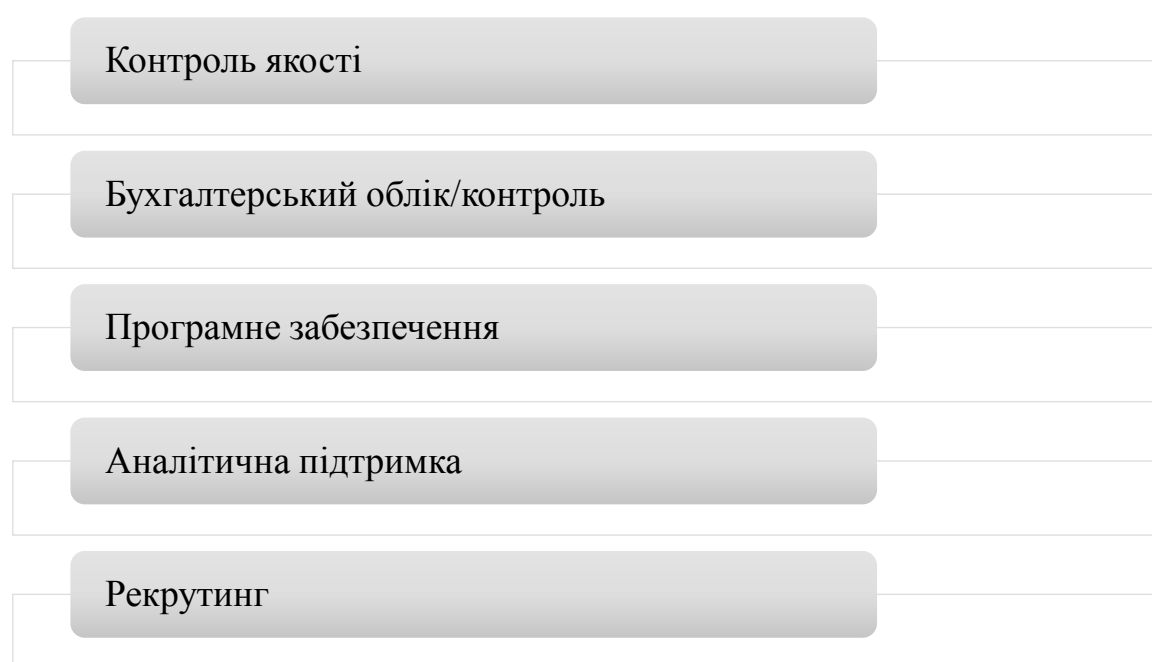 Контроль якості
Бухгалтерський облік/контроль
Програмне забезпечення
Аналітична підтримка
Рекрутинг